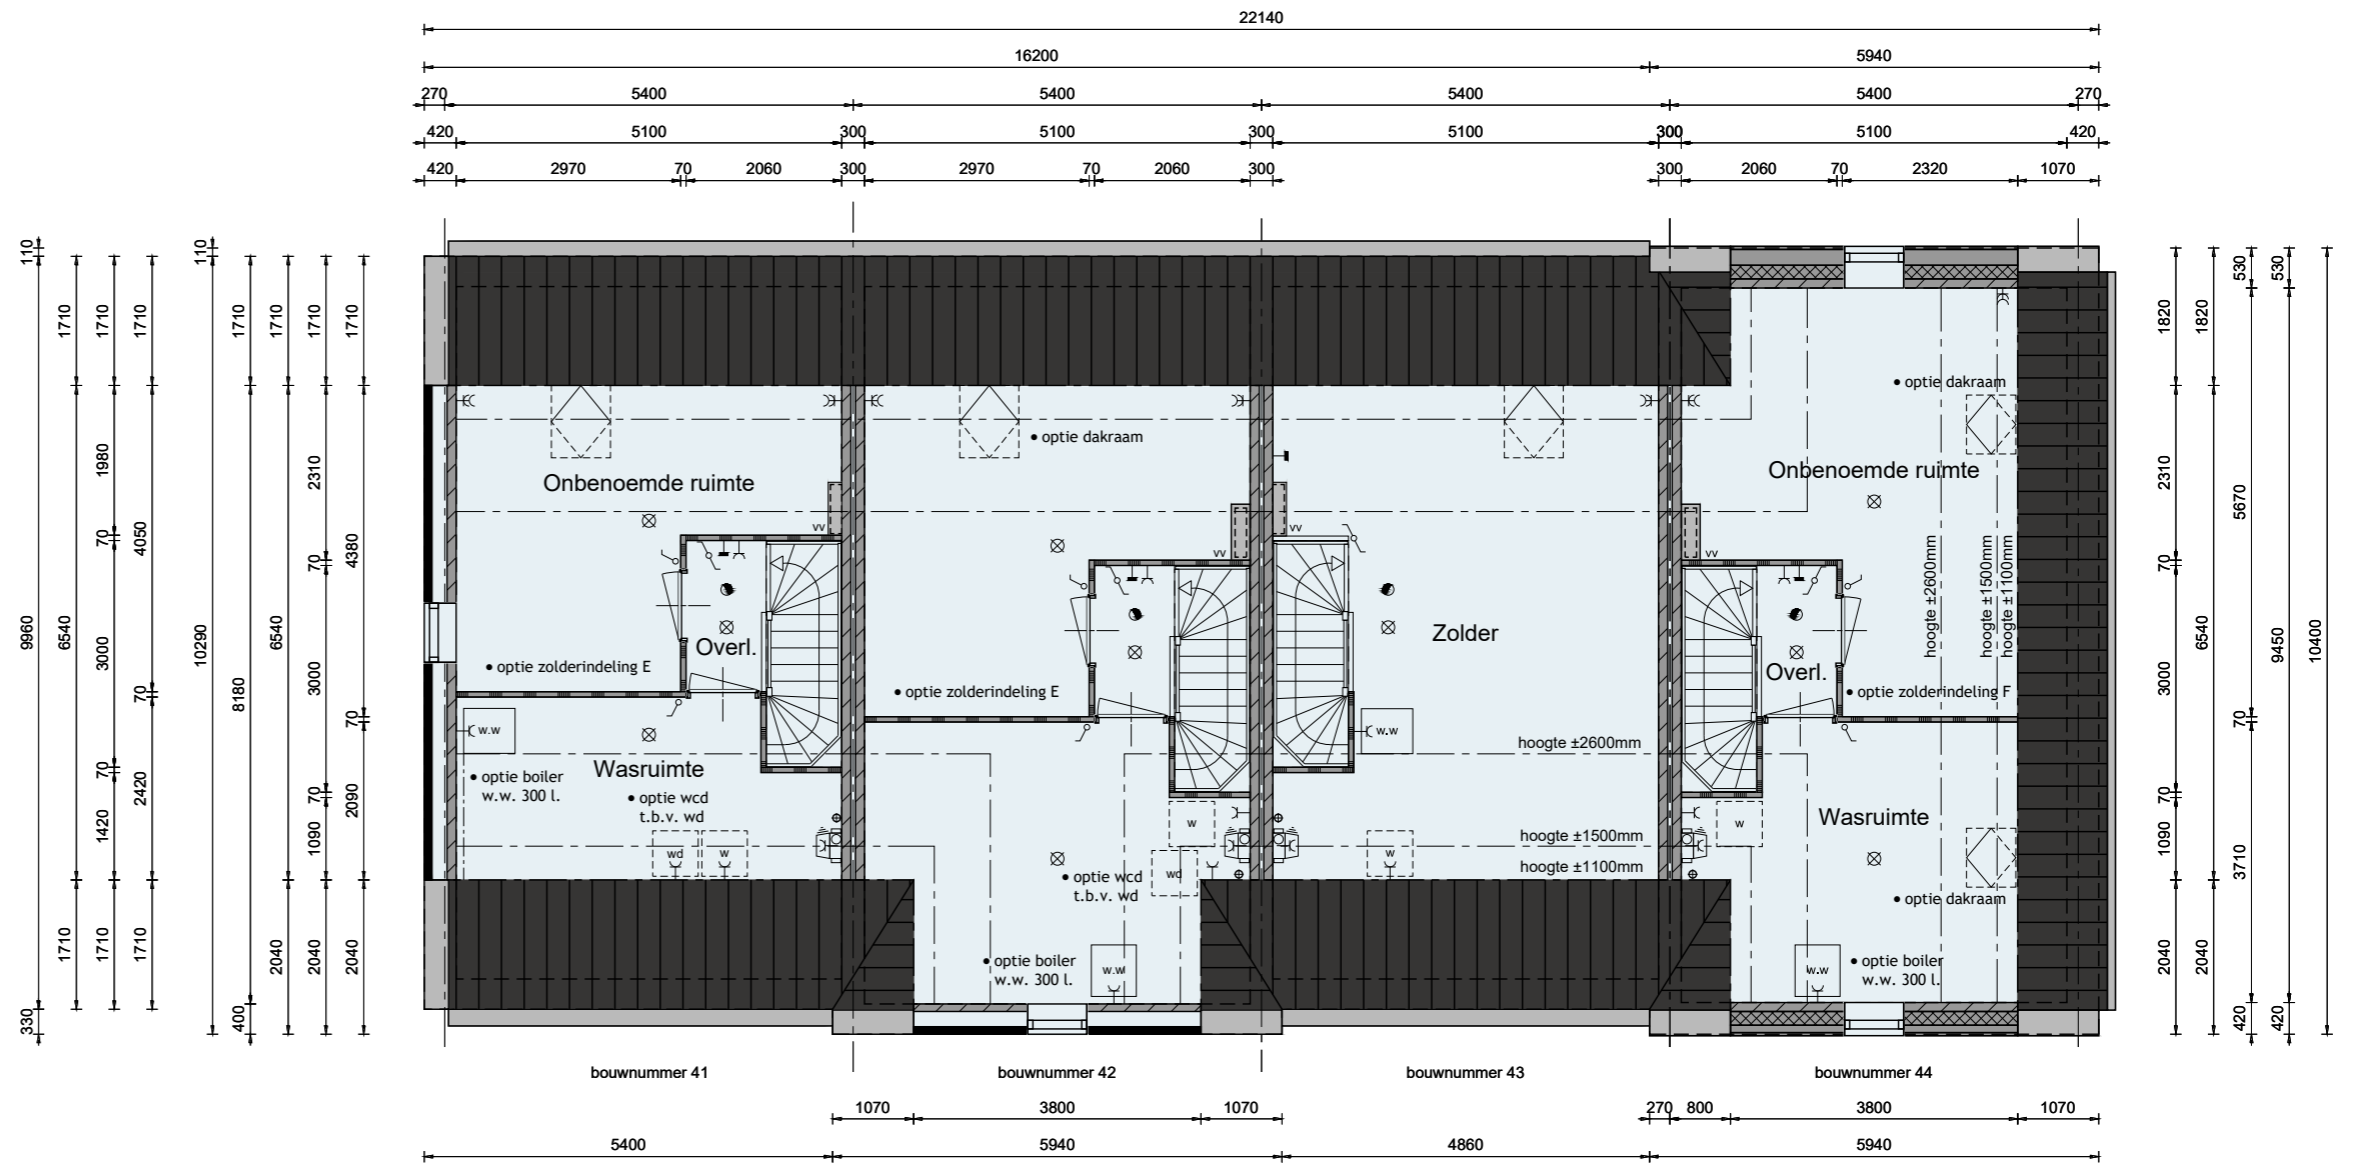 22140
16200 5940
270 5400 5400 5400 5400 270
420 5100 300 5100 300 5100 300 5100 420
420 2970 70 2060 300 2970 70 2060 300 300 2060 70 2320 1070
110 9960 330
1710 6540 1710
1710 1980 70 3000 70 1420 1710
1710 4050 70 2420 1710
110 10290
1710 8180 400
1710 6540 2040
1710 2310 70 3000 70 1090 2040
1710 4380 70 2090 2040
Onbenoemde ruimte
vv
Overl.
• optie zolderindeling E
w.w
• optie boiler
w.w. 300 l.
Wasruimte
• optie wcd
t.b.v. wd
wd w
• optie dakraam
vv
• optie zolderindeling E
w
• optie wcd
t.b.v. wd
wd
• optie boiler
w.w. 300 l.
w.w
vv
Zolder
w.w
hoogte ±2600mm
hoogte ±1500mm
hoogte ±1100mm
w
• optie dakraam
Onbenoemde ruimte
vv
hoogte ±2600mm
hoogte ±1500mm
hoogte ±1100mm
Overl.
• optie zolderindeling F
w
Wasruimte
• optie dakraam
• optie boiler
w.w. 300 l.
w.w
1820 2310 70 3000 70 1090 2040
1820 6540 2040
530 5670 70 3710 420
530 9450 420
10400
bouwnummer 41 bouwnummer 42 bouwnummer 43 bouwnummer 44
1070 3800 1070 270 800 3800 1070
5400 5940 4860 5940